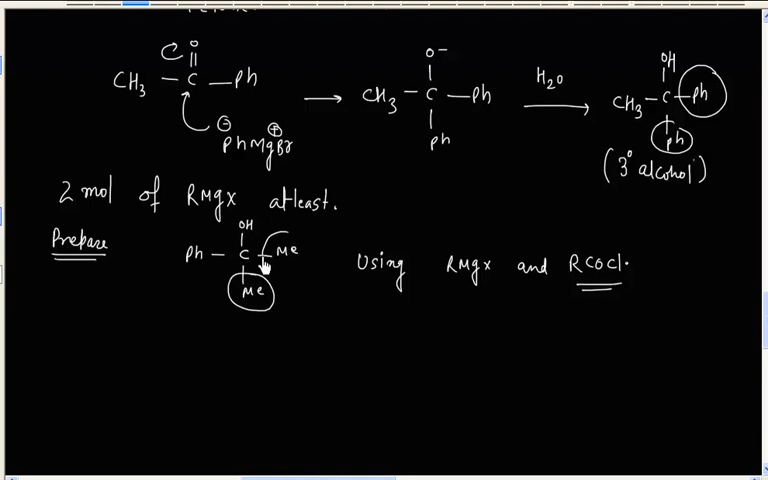 O
CH3 — C — Ph
⊖ ⊕
PhMgBr
O−
CH3 — C — Ph
Ph
H2O
OH
CH3 — C — Ph
Ph
(3° alcohol)
2 mol of RMgx atleast.
Prepare
OH
Ph — C — Me
Me
Using RMgx and RCOCl.